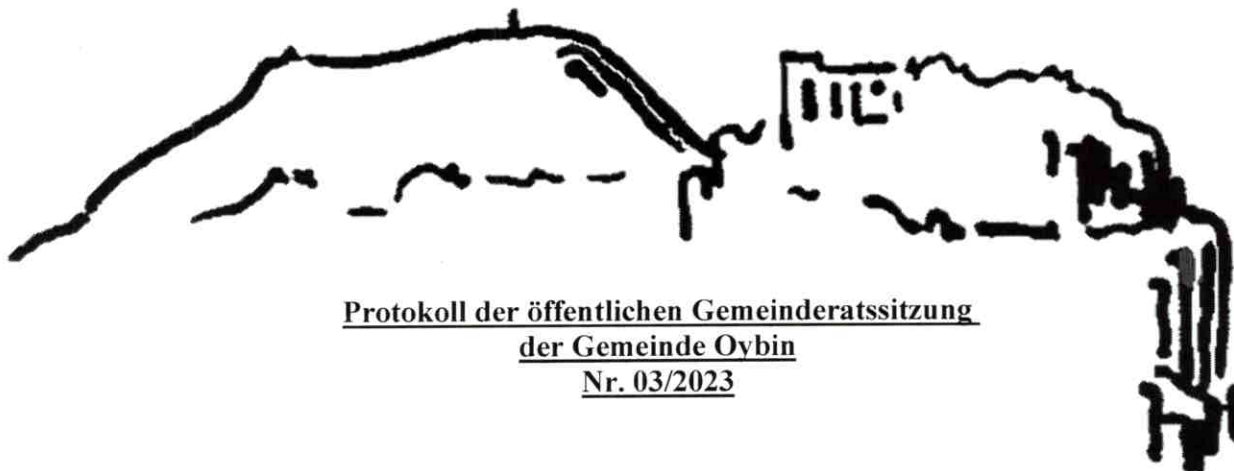 Protokoll der öffentlichen Gemeinderatssitzung
der Gemeinde Oybin
Nr. 03/2023